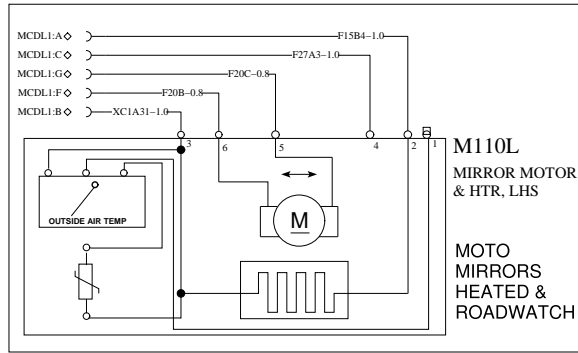 MCDL1:A F15B4-1.0
MCDL1:C F27A3-1.0
MCDL1:G F20C-0.8
MCDL1:F F20B-0.8
MCDL1:B XC1A31-1.0
3 6 5 4 2 1
M110L
MIRROR MOTOR
& HTR, LHS
OUTSIDE AIR TEMP
M
MOTO
MIRRORS
HEATED &
ROADWATCH